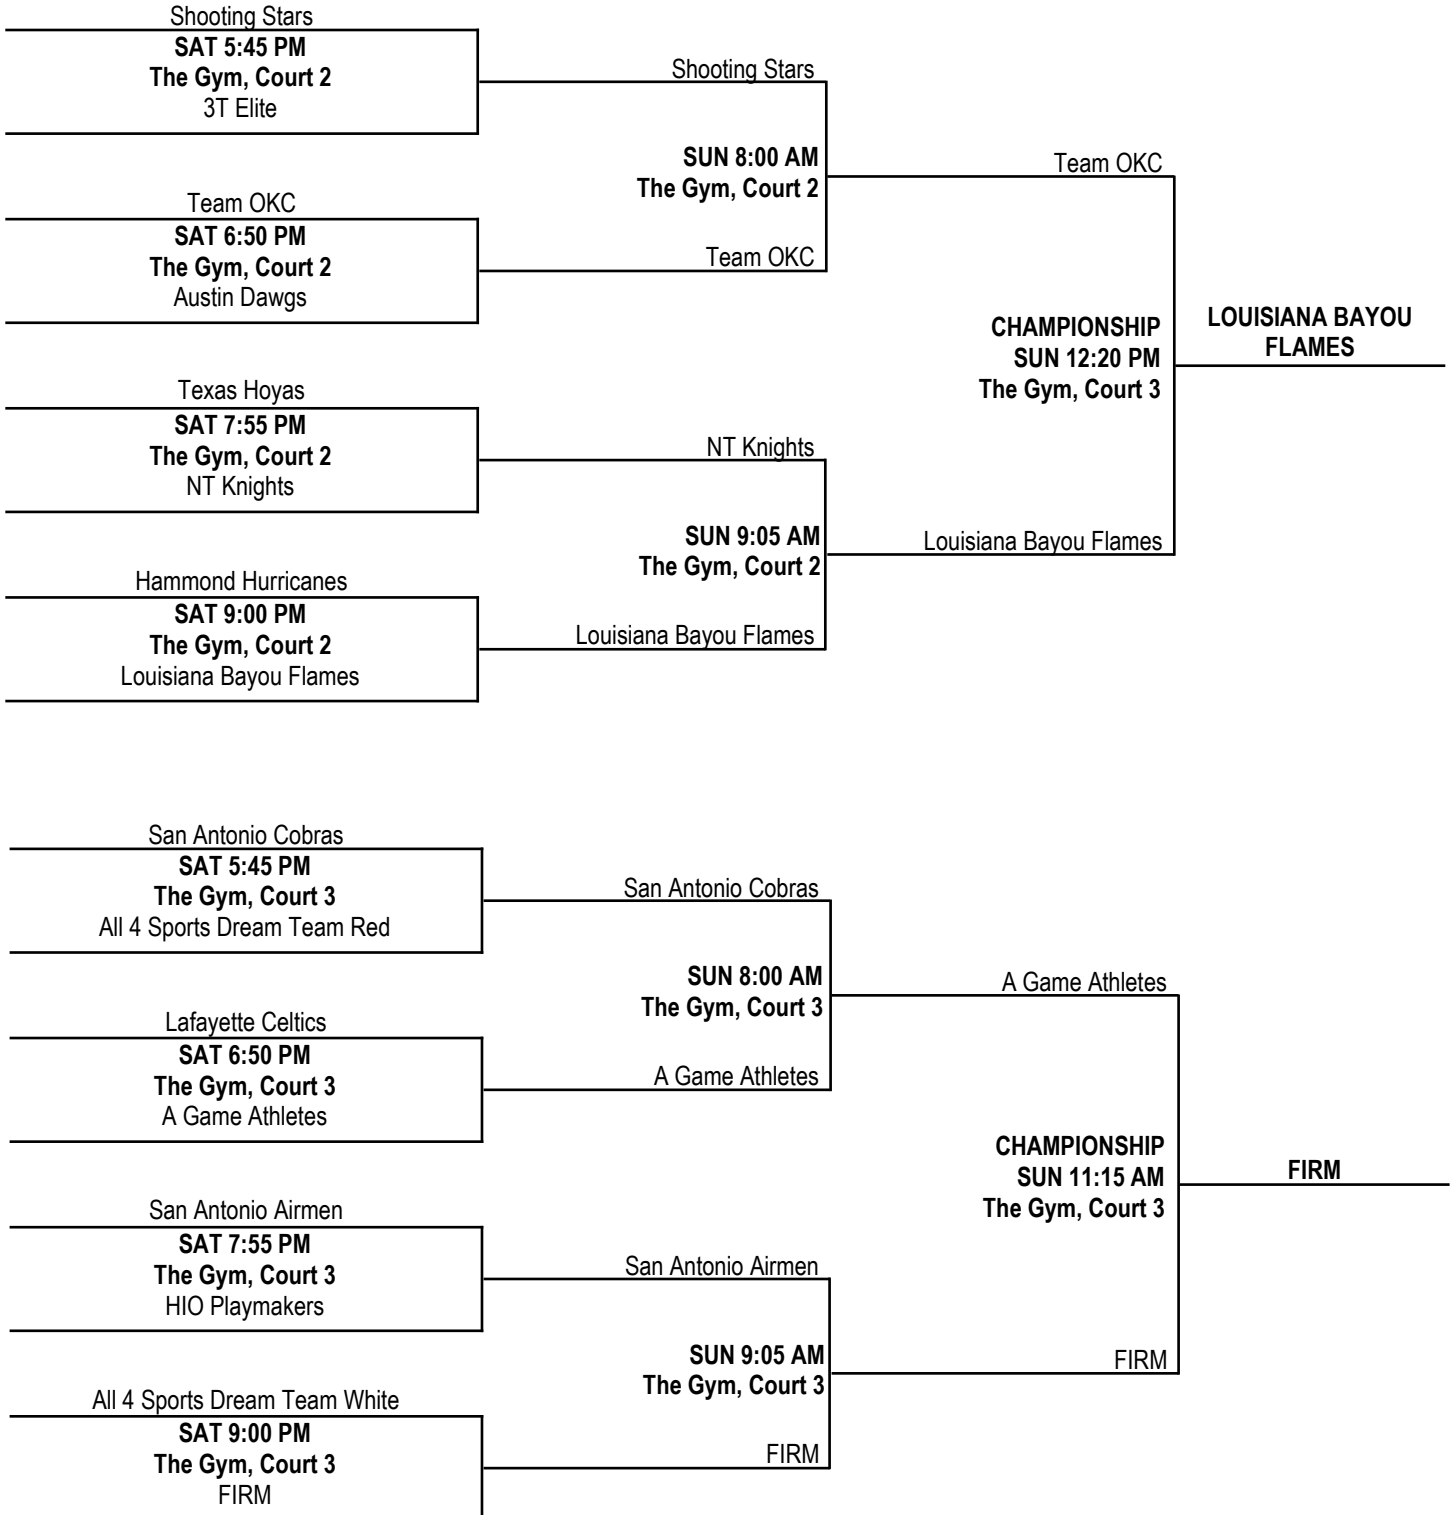 Shooting Stars
SAT 5:45 PM
The Gym, Court 2
3T Elite
Shooting Stars
SUN 8:00 AM
The Gym, Court 2
Team OKC
Team OKC
SAT 6:50 PM
The Gym, Court 2
Austin Dawgs
Team OKC
CHAMPIONSHIP
SUN 12:20 PM
The Gym, Court 3
LOUISIANA BAYOU
FLAMES
Texas Hoyas
SAT 7:55 PM
The Gym, Court 2
NT Knights
NT Knights
SUN 9:05 AM
The Gym, Court 2
Louisiana Bayou Flames
Hammond Hurricanes
SAT 9:00 PM
The Gym, Court 2
Louisiana Bayou Flames
Louisiana Bayou Flames
San Antonio Cobras
SAT 5:45 PM
The Gym, Court 3
All 4 Sports Dream Team Red
San Antonio Cobras
SUN 8:00 AM
The Gym, Court 3
A Game Athletes
Lafayette Celtics
SAT 6:50 PM
The Gym, Court 3
A Game Athletes
A Game Athletes
CHAMPIONSHIP
SUN 11:15 AM
The Gym, Court 3
FIRM
San Antonio Airmen
SAT 7:55 PM
The Gym, Court 3
HIO Playmakers
San Antonio Airmen
SUN 9:05 AM
The Gym, Court 3
FIRM
All 4 Sports Dream Team White
SAT 9:00 PM
The Gym, Court 3
FIRM
FIRM